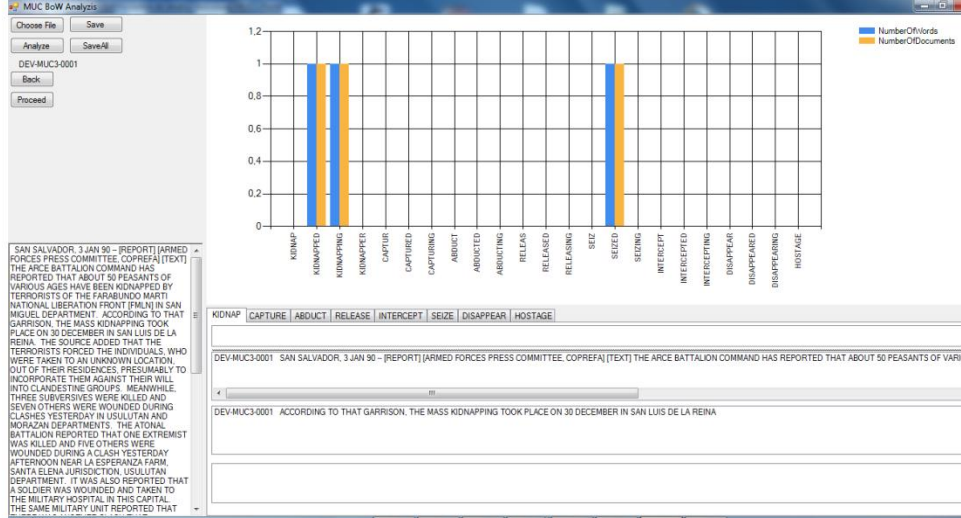 MUC BoW Analyzis
Choose File
Save
Analyze
SaveAll
DEV-MUC3-0001
Back
Proceed
1,2
1
0,8
0,6
0,4
0,2
0
KIDNAP
KIDNAPPED
KIDNAPPING
KIDNAPPER
CAPTUR
CAPTURED
CAPTURING
ABDUCT
ABDUCTED
ABDUCTING
RELEAS
RELEASED
RELEASING
SEIZ
SEIZED
SEIZING
INTERCEPT
INTERCEPTED
INTERCEPTING
DISAPPEAR
DISAPPEARED
DISAPPEARING
HOSTAGE
NumberOfWords
NumberOfDocuments
SAN SALVADOR, 3 JAN 90 – [REPORT] [ARMED
FORCES PRESS COMMITTEE, COPREFA] [TEXT]
THE ARCE BATTALION COMMAND HAS
REPORTED THAT ABOUT 50 PEASANTS OF
VARIOUS AGES HAVE BEEN KIDNAPPED BY
TERRORISTS OF THE FARABUNDO MARTI
NATIONAL LIBERATION FRONT [FMLN] IN SAN
MIGUEL DEPARTMENT. ACCORDING TO THAT
GARRISON, THE MASS KIDNAPPING TOOK
PLACE ON 30 DECEMBER IN SAN LUIS DE LA
REINA. THE SOURCE ADDED THAT THE
TERRORISTS FORCED THE INDIVIDUALS, WHO
WERE TAKEN TO AN UNKNOWN LOCATION,
OUT OF THEIR RESIDENCES, PRESUMABLY TO
INCORPORATE THEM AGAINST THEIR WILL
INTO CLANDESTINE GROUPS. MEANWHILE,
THREE SUBVERSIVES WERE KILLED AND
SEVEN OTHERS WERE WOUNDED DURING
CLASHES YESTERDAY IN USULUTAN AND
MORAZAN DEPARTMENTS. THE ATONAL
BATTALION REPORTED THAT ONE EXTREMIST
WAS KILLED AND FIVE OTHERS WERE
WOUNDED DURING A CLASH YESTERDAY
AFTERNOON NEAR LA ESPERANZA FARM,
SANTA ELENA JURISDICTION, USULUTAN
DEPARTMENT. IT WAS ALSO REPORTED THAT
A SOLDIER WAS WOUNDED AND TAKEN TO
THE MILITARY HOSPITAL IN THIS CAPITAL.
THE SAME MILITARY UNIT REPORTED THAT
KIDNAP CAPTURE ABDUCT RELEASE INTERCEPT SEIZE DISAPPEAR HOSTAGE
DEV-MUC3-0001 SAN SALVADOR, 3 JAN 90 – [REPORT] [ARMED FORCES PRESS COMMITTEE, COPREFA] [TEXT] THE ARCE BATTALION COMMAND HAS REPORTED THAT ABOUT 50 PEASANTS OF VARI
DEV-MUC3-0001 ACCORDING TO THAT GARRISON, THE MASS KIDNAPPING TOOK PLACE ON 30 DECEMBER IN SAN LUIS DE LA REINA